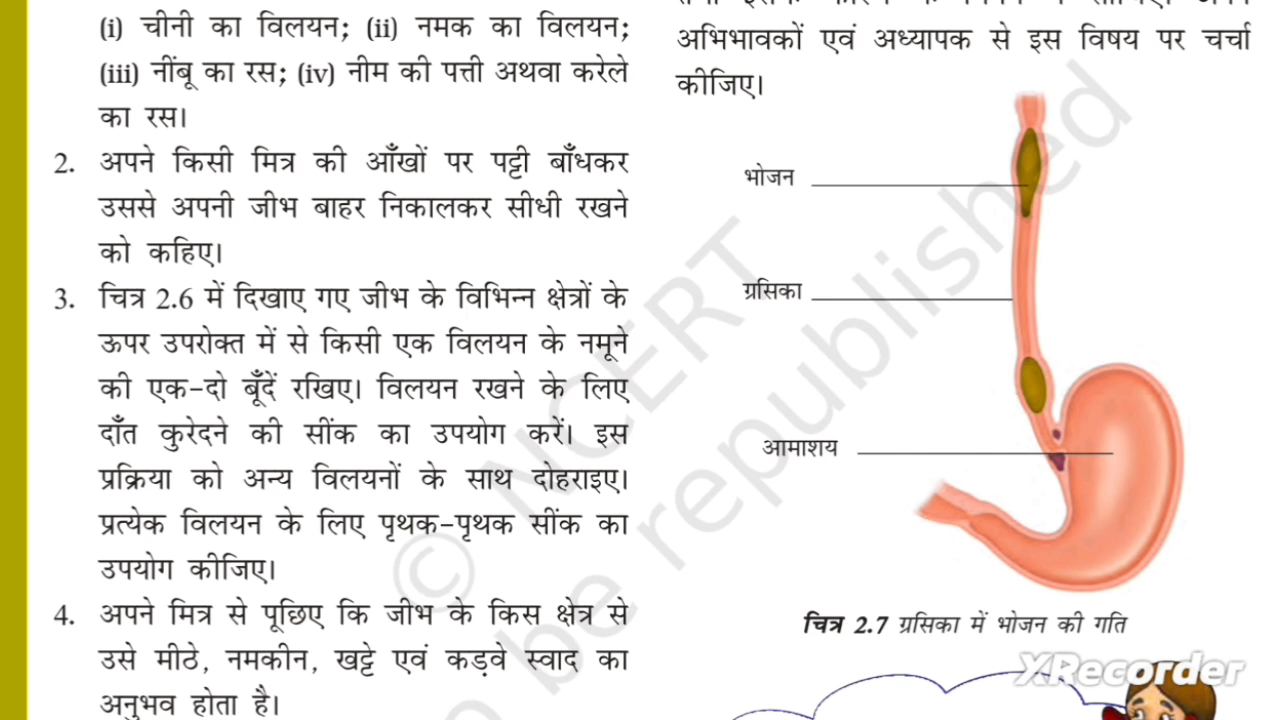 (i) चीनी का विलयन; (ii) नमक का विलयन;
(iii) नींबू का रस; (iv) नीम की पत्ती अथवा करेले
का रस।
2. अपने किसी मित्र की आँखों पर पट्टी बाँधकर
उससे अपनी जीभ बाहर निकालकर सीधी रखने
को कहिए।
3. चित्र 2.6 में दिखाए गए जीभ के विभिन्न क्षेत्रों के
ऊपर उपरोक्त में से किसी एक विलयन के नमूने
की एक-दो बूँदें रखिए। विलयन रखने के लिए
दाँत कुरेदने की सींक का उपयोग करें। इस
प्रक्रिया को अन्य विलयनों के साथ दोहराइए।
प्रत्येक विलयन के लिए पृथक-पृथक सींक का
उपयोग कीजिए।
4. अपने मित्र से पूछिए कि जीभ के किस क्षेत्र से
उसे मीठे, नमकीन, खट्टे एवं कड़वे स्वाद का
अनुभव होता है।
अभिभावकों एवं अध्यापक से इस विषय पर चर्चा
कीजिए।
भोजन
ग्रसिका
आमाशय
चित्र 2.7 ग्रसिका में भोजन की गति
© NCERT
be republished
XRecorder